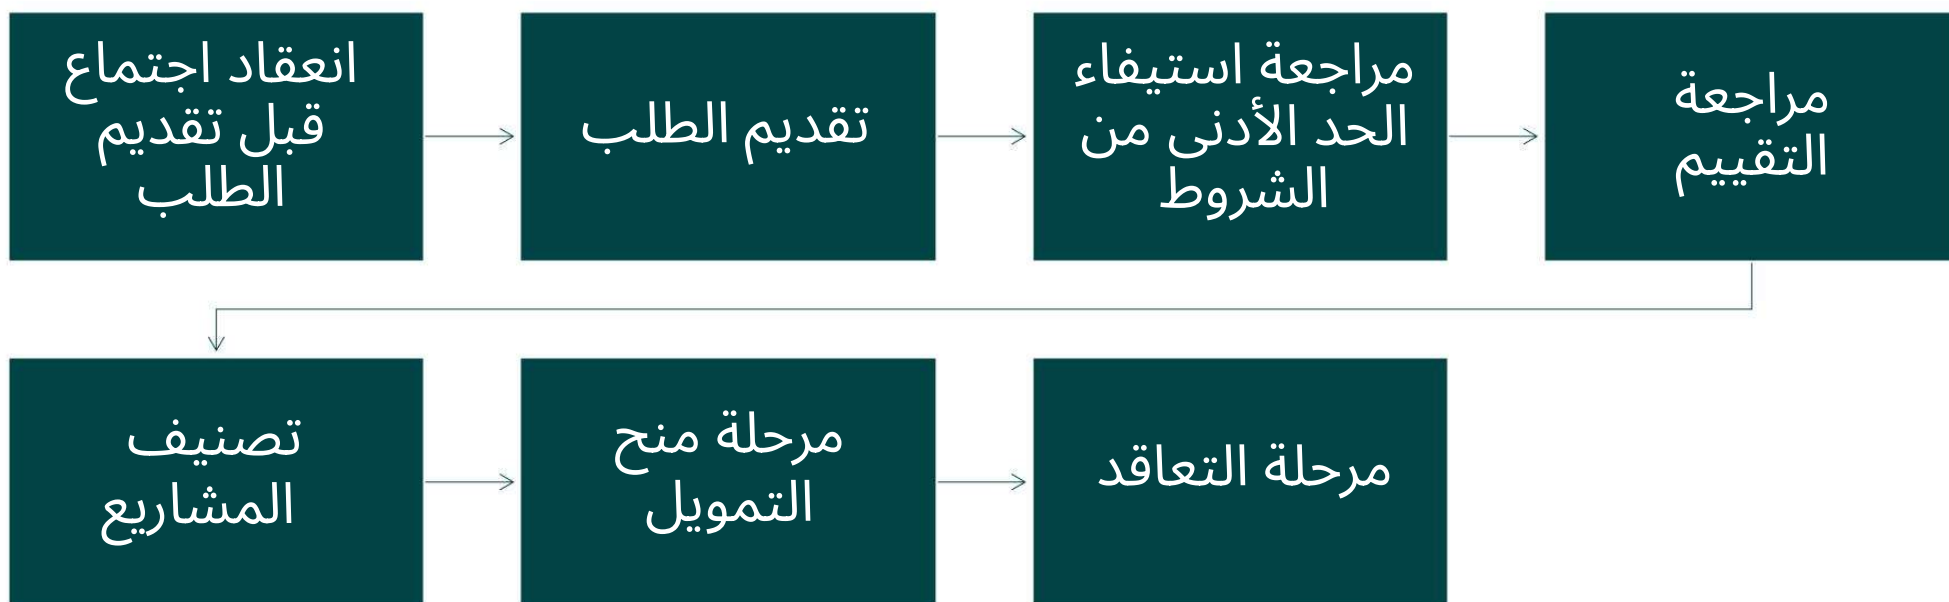 انعقاد اجتماع
قبل تقديم
الطلب
تقديم الطلب
مراجعة استيفاء
الحد الأدنى من
الشروط
مراجعة
التقييم
تصنيف
المشاريع
مرحلة منح
التمويل
مرحلة التعاقد